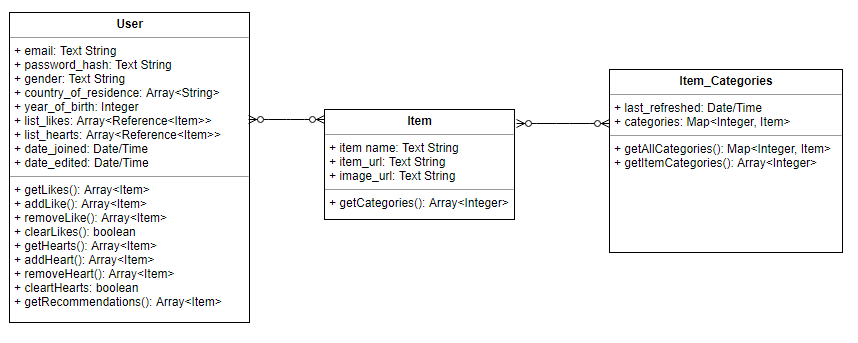 User
+ email: Text String
+ password_hash: Text String
+ gender: Text String
+ country_of_residence: Array<String>
+ year_of_birth: Integer
+ list_likes: Array<Reference<Item>>
+ list_hearts: Array<Reference<Item>>
+ date_joined: Date/Time
+ date_edited: Date/Time
+ getLikes(): Array<Item>
+ addLike(): Array<Item>
+ removeLike(): Array<Item>
+ clearLikes(): boolean
+ getHearts(): Array<Item>
+ addHeart(): Array<Item>
+ removeHeart(): Array<Item>
+ cleartHearts: boolean
+ getRecommendations(): Array<Item>
Item
+ item name: Text String
+ item_url: Text String
+ image_url: Text String
+ getCategories(): Array<Integer>
Item_Categories
+ last_refreshed: Date/Time
+ categories: Map<Integer, Item>
+ getAllCategories(): Map<Integer, Item>
+ getItemCategories(): Array<Integer>